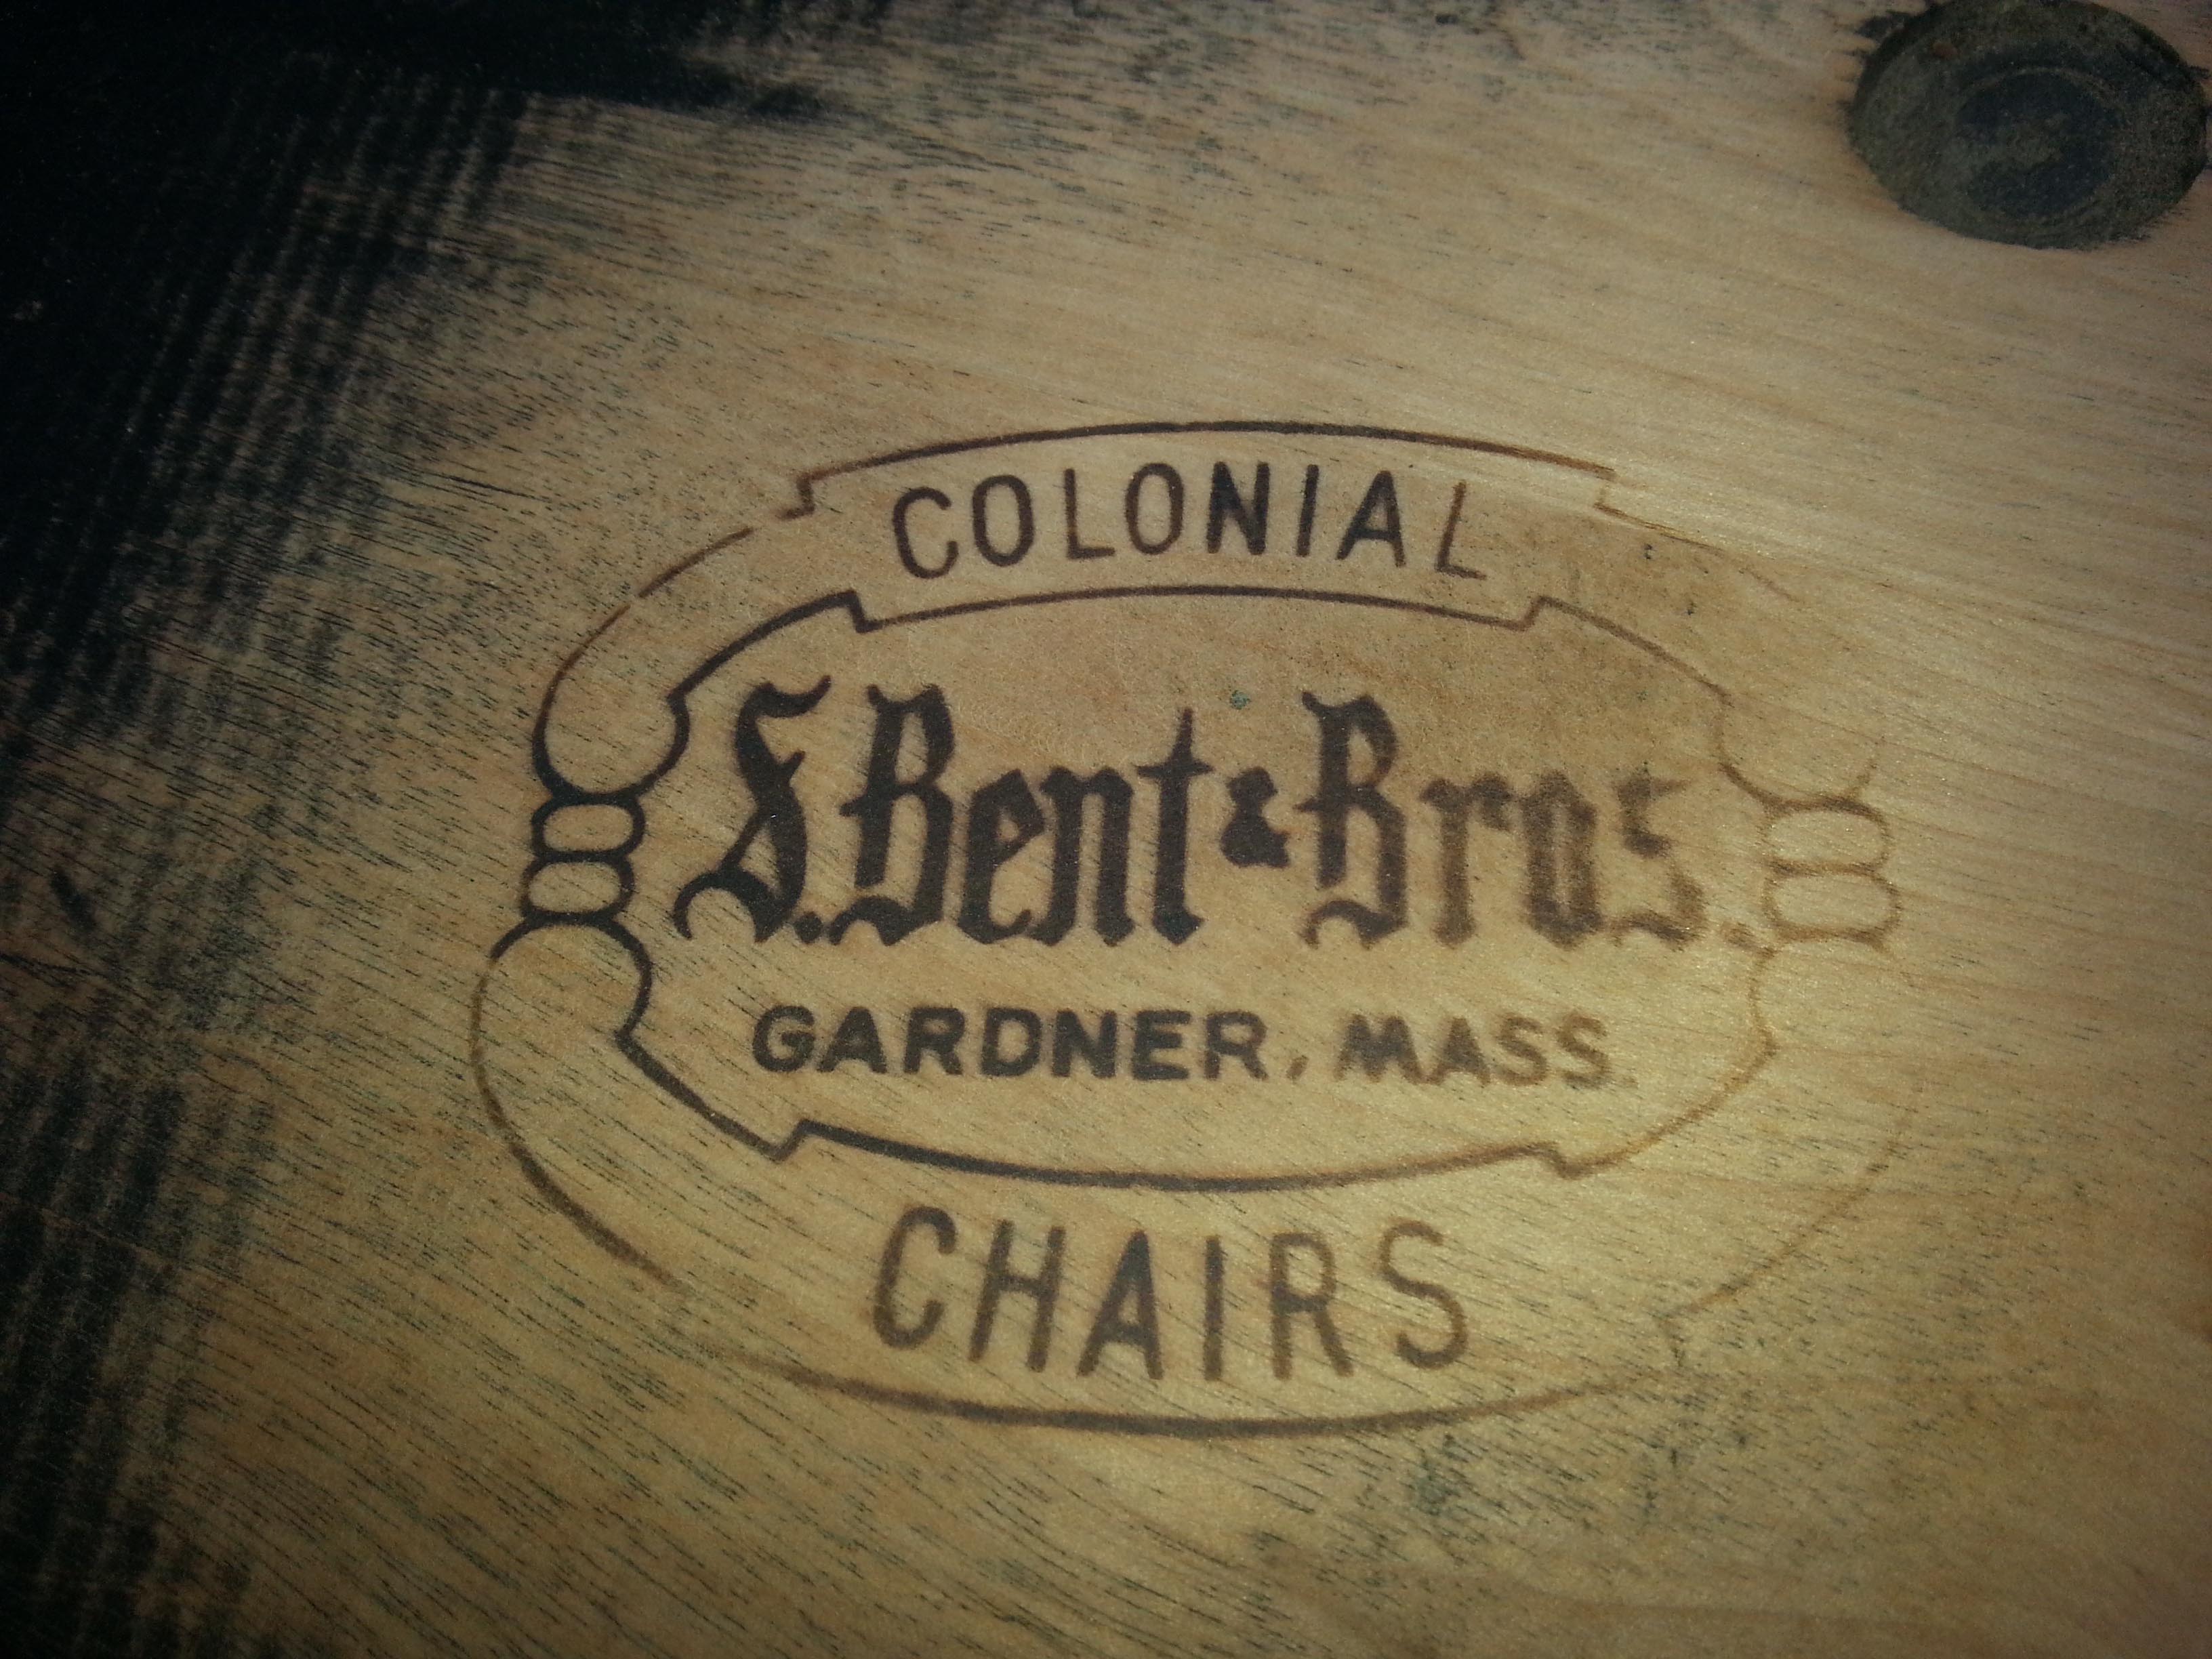 COLONIAL
S. Bent & Bros.
GARDNER, MASS.
CHAIRS